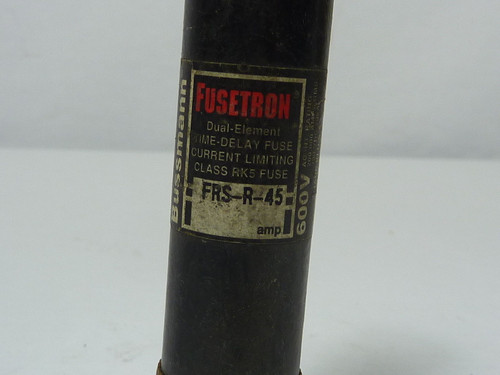 Bussmann
FUSETRON
Dual-Element
TIME-DELAY FUSE
CURRENT LIMITING
CLASS RK5 FUSE
FRS-R-45
amp
600V